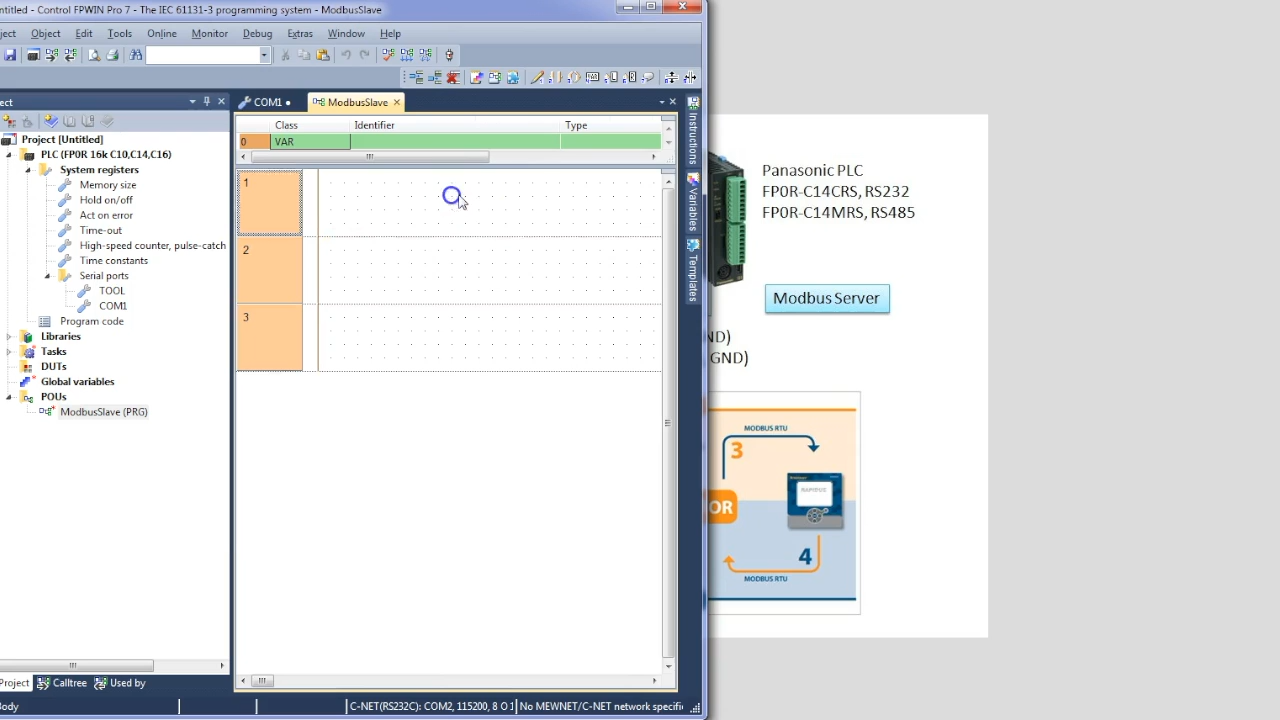 ntitled - Control FPWIN Pro 7 - The IEC 61131-3 programming system - ModbusSlave
ject Object Edit Tools Online Monitor Debug Extras Window Help
ect
COM1
ModbusSlave
Project [Untitled]
PLC (FP0R 16k C10,C14,C16)
System registers
Memory size
Hold on/off
Act on error
Time-out
High-speed counter, pulse-catch
Time constants
Serial ports
TOOL
COM1
Program code
Libraries
Tasks
DUTs
Global variables
POUs
ModbusSlave (PRG)
Class Identifier Type
0 VAR
1
2
3
Instructions
Variables
Templates
Project Calltree Used by
Body
C-NET(RS232C): COM2, 115200, 8 O 1
No MEWNET/C-NET network specifi
Panasonic PLC
FP0R-C14CRS, RS232
FP0R-C14MRS, RS485
Modbus Server
ND)
GND)
MODBUS RTU
3
RAPIDUS
OR
4
MODBUS RTU